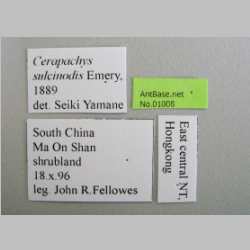 Cerapachys
sulcinodis Emery,
1889
det. Seiki Yamane
AntBase.net
No.01008
South China
Ma On Shan
shrubland
18.x.96
leg. John R.Fellowes
East central NT,
Hongkong